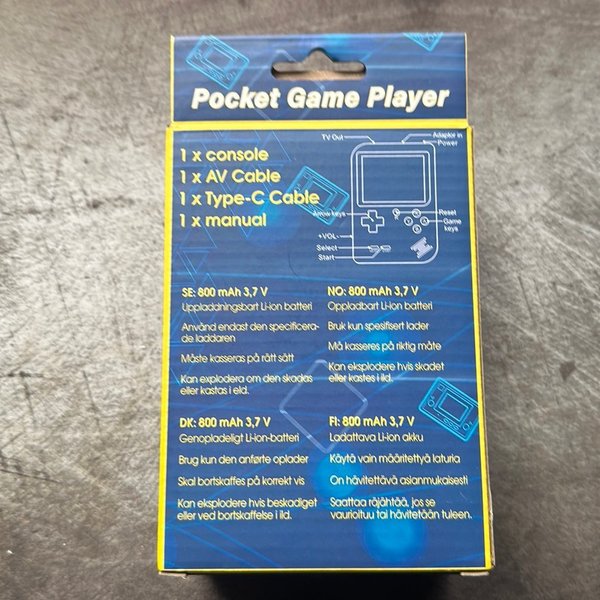 Pocket Game Player
1 x console
1 x AV Cable
1 x Type-C Cable
1 x manual
TV Out
Adaptor in
Power
Arrow keys
Reset
Game
keys
+VOL-
Select
Start
SE: 800 mAh 3,7 V
Uppladdningsbart Li-ion batteri
Använd endast den specificera-
de laddaren
Måste kasseras på rätt sätt
Kan explodera om den skadas
eller kastas i eld.
NO: 800 mAh 3,7 V
Oppladbart Li-ion batteri
Bruk kun spesifisert lader
Må kasseres på riktig måte
Kan eksplodere hvis skadet
eller kastes i ild.
DK: 800 mAh 3,7 V
Genopladeligt Li-ion-batteri
Brug kun den anførte oplader
Skal bortskaffes på korrekt vis
Kan eksplodere hvis beskadiget
eller ved bortskaffelse i ild.
FI: 800 mAh 3,7 V
Ladattava Li-ion akku
Käytä vain määritettyä laturia
On hävitettävä asianmukaisesti
Saattaa räjähtää, jos se
vaurioituu tai hävitetään tuleen.